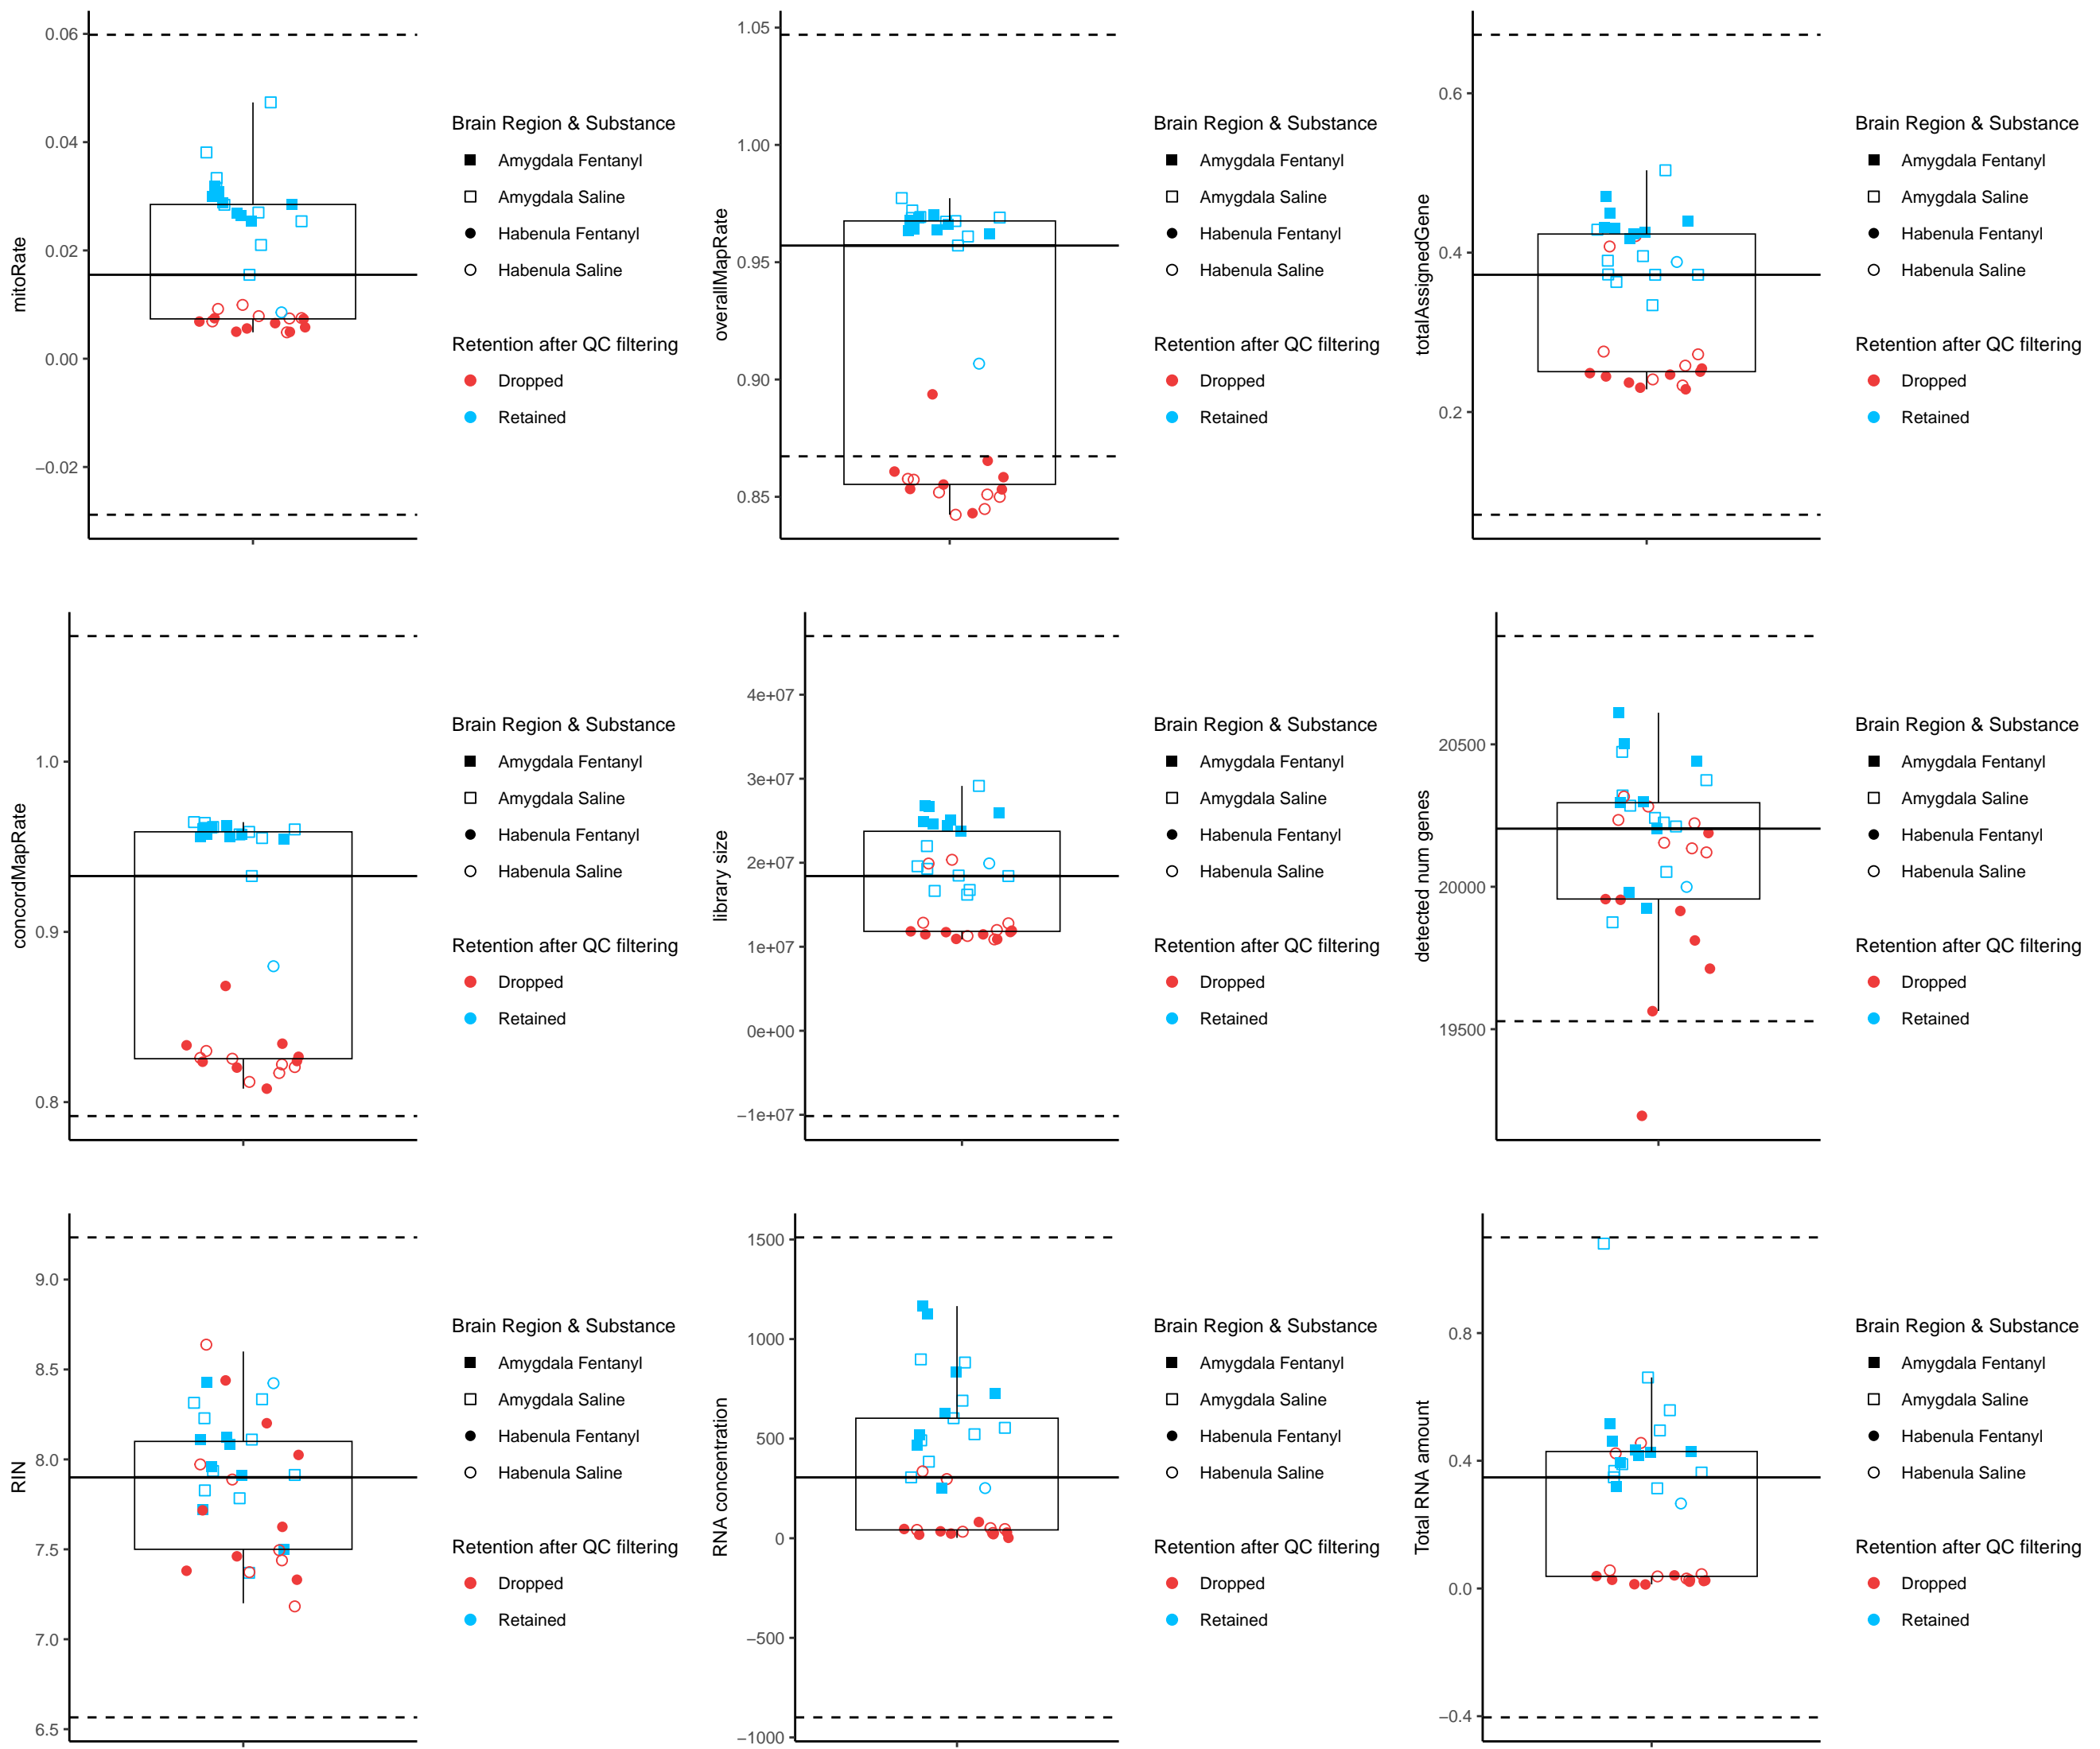 mitoRate
0.06
0.04
0.02
0.00
−0.02
Brain Region & Substance
Amygdala Fentanyl
Amygdala Saline
Habenula Fentanyl
Habenula Saline
Retention after QC filtering
Dropped
Retained
overallMapRate
1.05
1.00
0.95
0.90
0.85
Brain Region & Substance
Amygdala Fentanyl
Amygdala Saline
Habenula Fentanyl
Habenula Saline
Retention after QC filtering
Dropped
Retained
totalAssignedGene
0.6
0.4
0.2
Brain Region & Substance
Amygdala Fentanyl
Amygdala Saline
Habenula Fentanyl
Habenula Saline
Retention after QC filtering
Dropped
Retained
concordMapRate
1.0
0.9
0.8
Brain Region & Substance
Amygdala Fentanyl
Amygdala Saline
Habenula Fentanyl
Habenula Saline
Retention after QC filtering
Dropped
Retained
library size
4e+07
3e+07
2e+07
1e+07
0e+00
−1e+07
Brain Region & Substance
Amygdala Fentanyl
Amygdala Saline
Habenula Fentanyl
Habenula Saline
Retention after QC filtering
Dropped
Retained
detected num genes
20500
20000
19500
Brain Region & Substance
Amygdala Fentanyl
Amygdala Saline
Habenula Fentanyl
Habenula Saline
Retention after QC filtering
Dropped
Retained
RIN
9.0
8.5
8.0
7.5
7.0
6.5
Brain Region & Substance
Amygdala Fentanyl
Amygdala Saline
Habenula Fentanyl
Habenula Saline
Retention after QC filtering
Dropped
Retained
RNA concentration
1500
1000
500
0
−500
−1000
Brain Region & Substance
Amygdala Fentanyl
Amygdala Saline
Habenula Fentanyl
Habenula Saline
Retention after QC filtering
Dropped
Retained
Total RNA amount
0.8
0.4
0.0
−0.4
Brain Region & Substance
Amygdala Fentanyl
Amygdala Saline
Habenula Fentanyl
Habenula Saline
Retention after QC filtering
Dropped
Retained